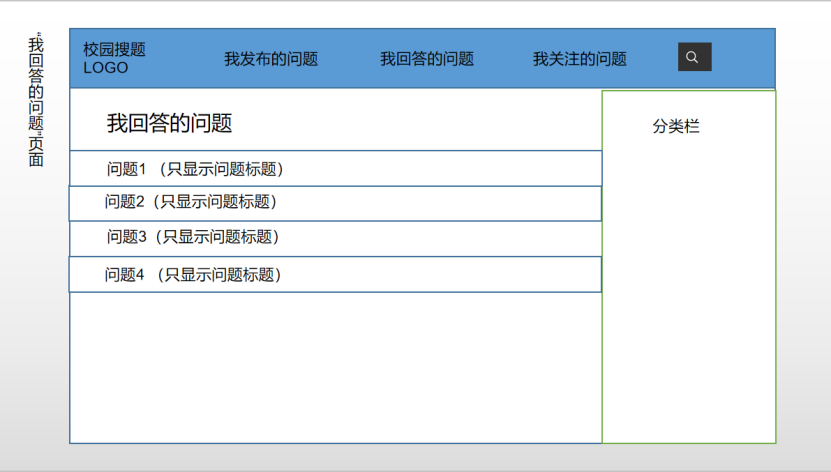 “我回答的问题”页面
校园搜题
LOGO
我发布的问题
我回答的问题
我关注的问题
我回答的问题
分类栏
问题1 （只显示问题标题）
问题2（只显示问题标题）
问题3（只显示问题标题）
问题4 （只显示问题标题）